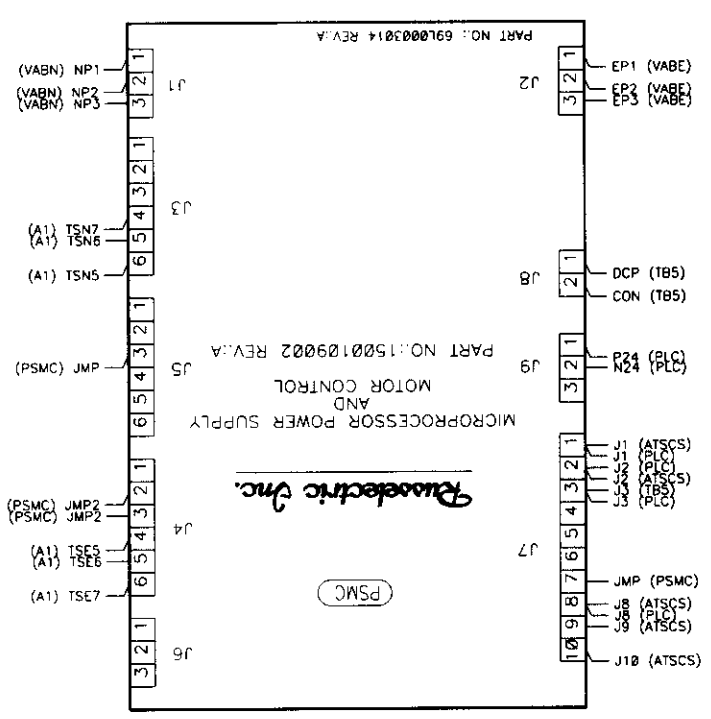 PART NO.: 69L0003014 REV.:A
(VABN) NP1
(VABN) NP2
(VABN) NP3
1
2
3
J1
J2
1
2
3
EP1 (VABE)
EP2 (VABE)
EP3 (VABE)
1
2
3
4
5
6
J3
(A1) TSN7
(A1) TSN6
(A1) TSN5
J8
1
2
DCP (TB5)
CON (TB5)
1
2
3
4
5
6
J5
(PSMC) JMP
PART NO.:1500109002 REV.:A
MICROPROCESSOR POWER SUPPLY
AND
MOTOR CONTROL
J9
1
2
3
P24 (PLC)
N24 (PLC)
Russelectric Inc.
PSMC
1
2
3
4
5
6
J4
(PSMC) JMP2
(PSMC) JMP2
(A1) TSE5
(A1) TSE6
(A1) TSE7
J7
1
2
3
4
5
6
7
8
9
10
J1 (ATSCS)
J1 (PLC)
J2 (PLC)
J2 (ATSCS)
J3 (TB5)
J3 (PLC)
JMP (PSMC)
J8 (ATSCS)
J8 (PLC)
J9 (ATSCS)
J10 (ATSCS)
1
2
3
J6